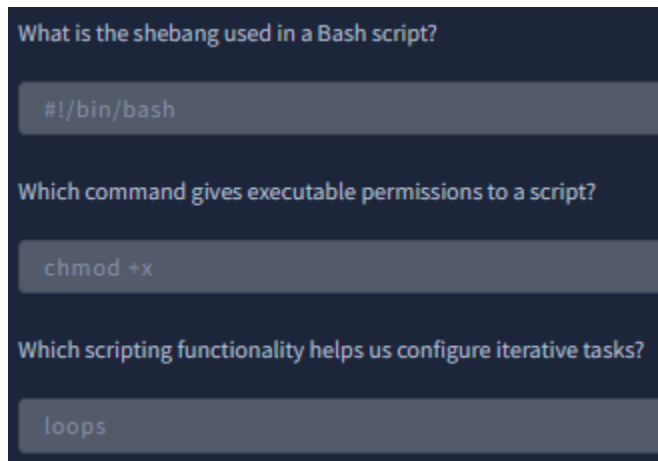 What is the shebang used in a Bash script?
#!/bin/bash
Which command gives executable permissions to a script?
chmod +x
Which scripting functionality helps us configure iterative tasks?
loops